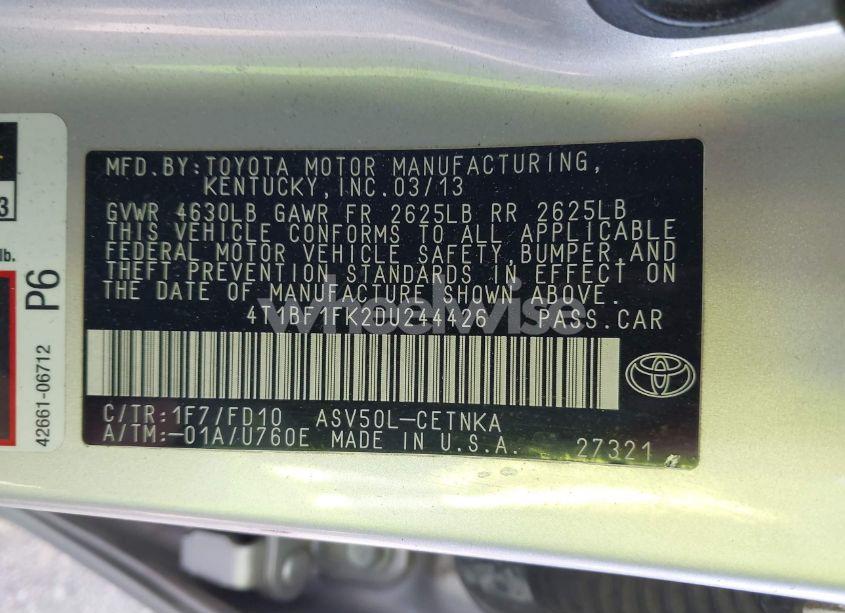 MFD.BY:TOYOTA MOTOR MANUFACTURING,
KENTUCKY,INC.03/13
GVWR 4630LB GAWR FR 2625LB RR 2625LB
THIS VEHICLE CONFORMS TO ALL APPLICABLE
FEDERAL MOTOR VEHICLE SAFETY,BUMPER,AND
THEFT PREVENTION STANDARDS IN EFFECT ON
THE DATE OF MANUFACTURE SHOWN ABOVE.
4T1BF1FK2DU244426 PASS.CAR
wheelwise
C/TR:1F7/FD10 ASV50L-CETNKA
A/TM:-01A/U760E MADE IN U.S.A. 27321
3
lb.
P6
42661-06712